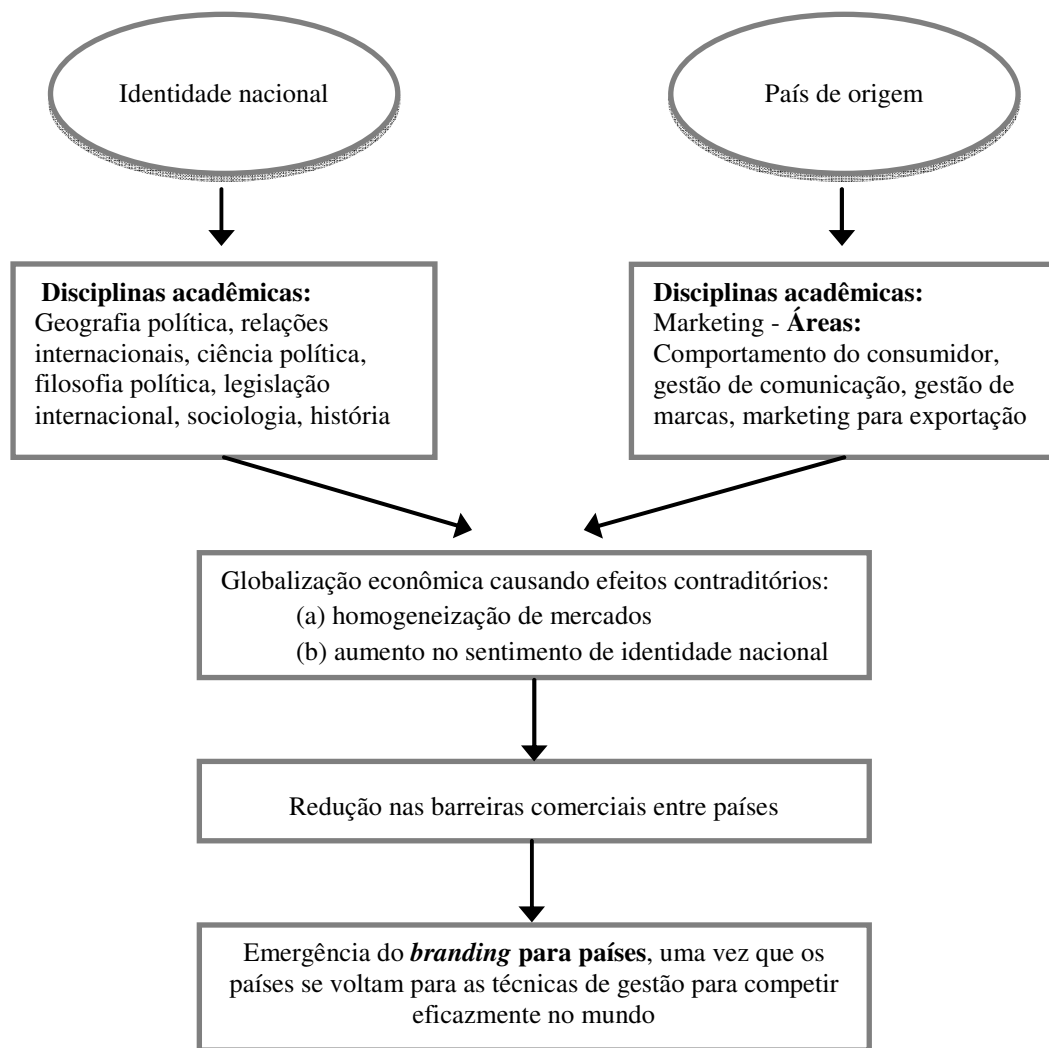 Identidade nacional
País de origem
Disciplinas acadêmicas:
Geografia política, relações
internacionais, ciência política,
filosofia política, legislação
internacional, sociologia, história
Disciplinas acadêmicas:
Marketing - Áreas:
Comportamento do consumidor,
gestão de comunicação, gestão de
marcas, marketing para exportação
Globalização econômica causando efeitos contraditórios:
(a) homogeneização de mercados
(b) aumento no sentimento de identidade nacional
Redução nas barreiras comerciais entre países
Emergência do branding para países, uma vez que os
países se voltam para as técnicas de gestão para competir
eficazmente no mundo